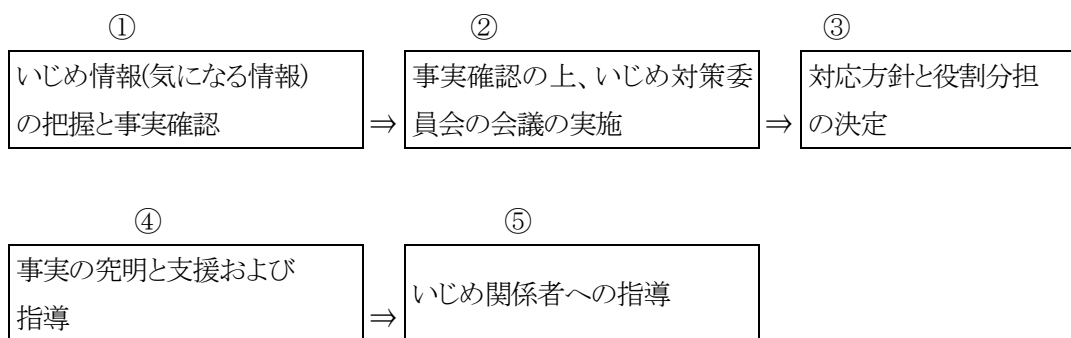 ① ② ③
いじめ情報(気になる情報)
の把握と事実確認
⇒
事実確認の上、いじめ対策委
員会の会議の実施
⇒
対応方針と役割分担
の決定
④ ⑤
事実の究明と支援および
指導
⇒
いじめ関係者への指導